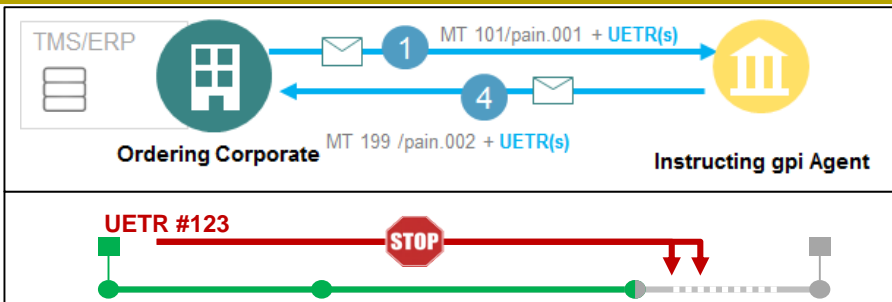 TMS/ERP
MT 101/pain.001 + UETR(s)
1
4
Ordering Corporate
MT 199 /pain.002 + UETR(s)
Instructing gpi Agent
UETR #123
STOP